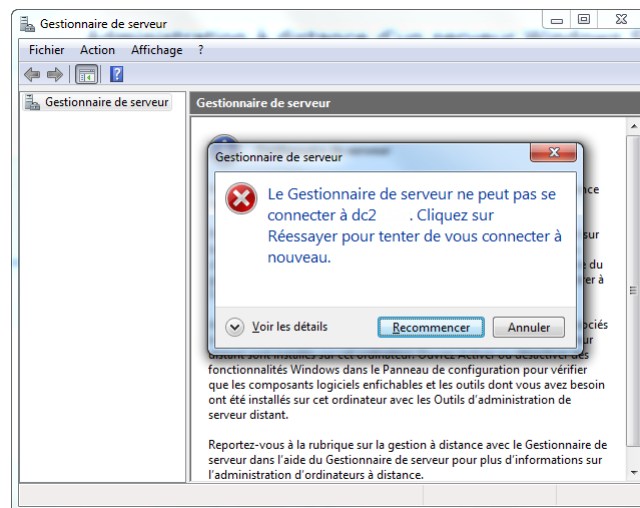 Gestionnaire de serveur
Fichier Action Affichage ?
Gestionnaire de serveur
Gestionnaire de serveur
Gestionnaire de serveur
Le Gestionnaire de serveur ne peut pas se
connecter à dc2 . Cliquez sur
Réessayer pour tenter de vous connecter à
nouveau.
Voir les détails
Recommencer
Annuler
sur
du
à
fonctionnalités Windows dans le Panneau de configuration pour vérifier
que les composants logiciels enfichables et les outils dont vous avez besoin
ont été installés sur cet ordinateur avec les Outils d'administration de
serveur distant.
Reportez-vous à la rubrique sur la gestion à distance avec le Gestionnaire de
serveur dans l'aide du Gestionnaire de serveur pour plus d'informations sur
l'administration d'ordinateurs à distance.